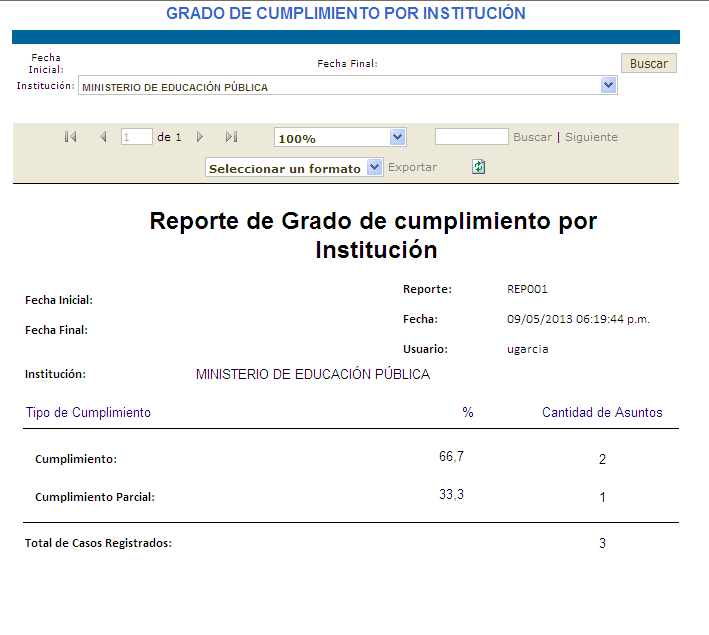 GRADO DE CUMPLIMIENTO POR INSTITUCIÓN
Fecha
Inicial:
Fecha Final:
Buscar
Institución: MINISTERIO DE EDUCACIÓN PÚBLICA
1 de 1 100% Buscar | Siguiente
Seleccionar un formato Exportar
Reporte de Grado de cumplimiento por
Institución
Reporte: REP001
Fecha Inicial:
Fecha: 09/05/2013 06:19:44 p.m.
Fecha Final:
Usuario: ugarcia
Institución: MINISTERIO DE EDUCACIÓN PÚBLICA
Tipo de Cumplimiento % Cantidad de Asuntos
Cumplimiento: 66,7 2
Cumplimiento Parcial: 33,3 1
Total de Casos Registrados: 3